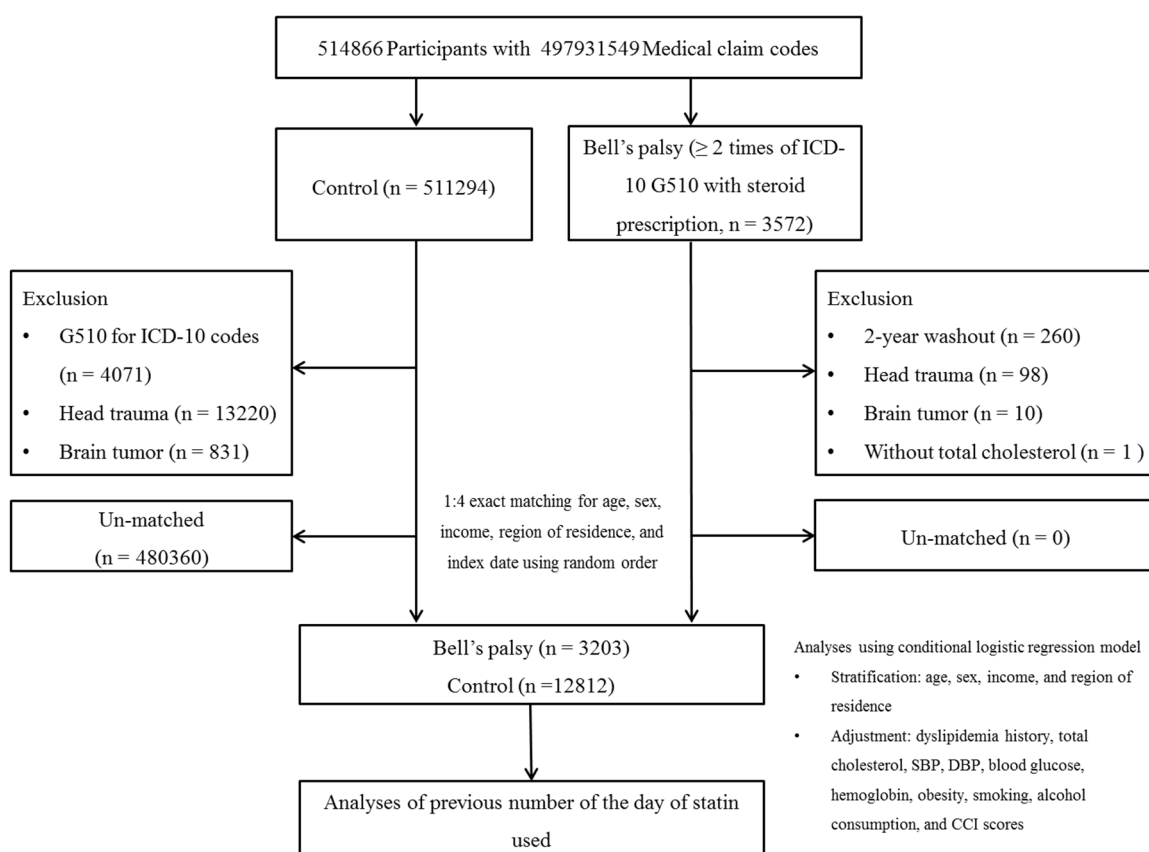 514866 Participants with 497931549 Medical claim codes
Control (n = 511294)
Bell’s palsy (≥ 2 times of ICD-
10 G510 with steroid
prescription, n = 3572)
Exclusion
• G510 for ICD-10 codes
(n = 4071)
• Head trauma (n = 13220)
• Brain tumor (n = 831)
Exclusion
• 2-year washout (n = 260)
• Head trauma (n = 98)
• Brain tumor (n = 10)
• Without total cholesterol (n = 1 )
Un-matched
(n = 480360)
1:4 exact matching for age, sex,
income, region of residence, and
index date using random order
Un-matched (n = 0)
Bell’s palsy (n = 3203)
Control (n =12812)
Analyses using conditional logistic regression model
• Stratification: age, sex, income, and region of
residence
• Adjustment: dyslipidemia history, total
cholesterol, SBP, DBP, blood glucose,
hemoglobin, obesity, smoking, alcohol
consumption, and CCI scores
Analyses of previous number of the day of statin
used